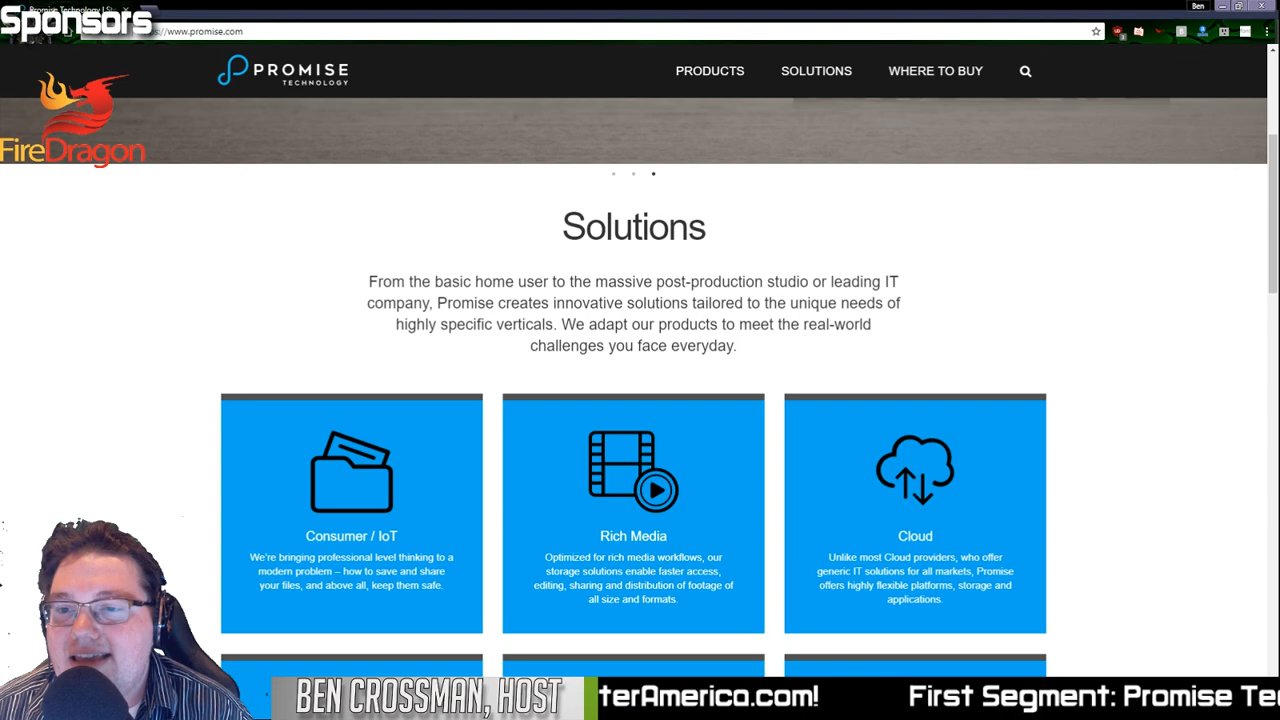 Ben
Sponsors
www.promise.com
PROMISE
TECHNOLOGY
PRODUCTS
SOLUTIONS
WHERE TO BUY
FireDragon
Solutions
From the basic home user to the massive post-production studio or leading IT
company, Promise creates innovative solutions tailored to the unique needs of
highly specific verticals. We adapt our products to meet the real-world
challenges you face everyday.
Consumer / IoT
We're bringing professional level thinking to a
modern problem – how to save and share
your files, and above all, keep them safe.
Rich Media
Optimized for rich media workflows, our
storage solutions enable faster access,
editing, sharing and distribution of footage of
all size and formats.
Cloud
Unlike most Cloud providers, who offer
generic IT solutions for all markets, Promise
offers highly flexible platforms, storage and
applications.
BEN CROSSMAN, HOST
terAmerica.com!
First Segment: Promise Te